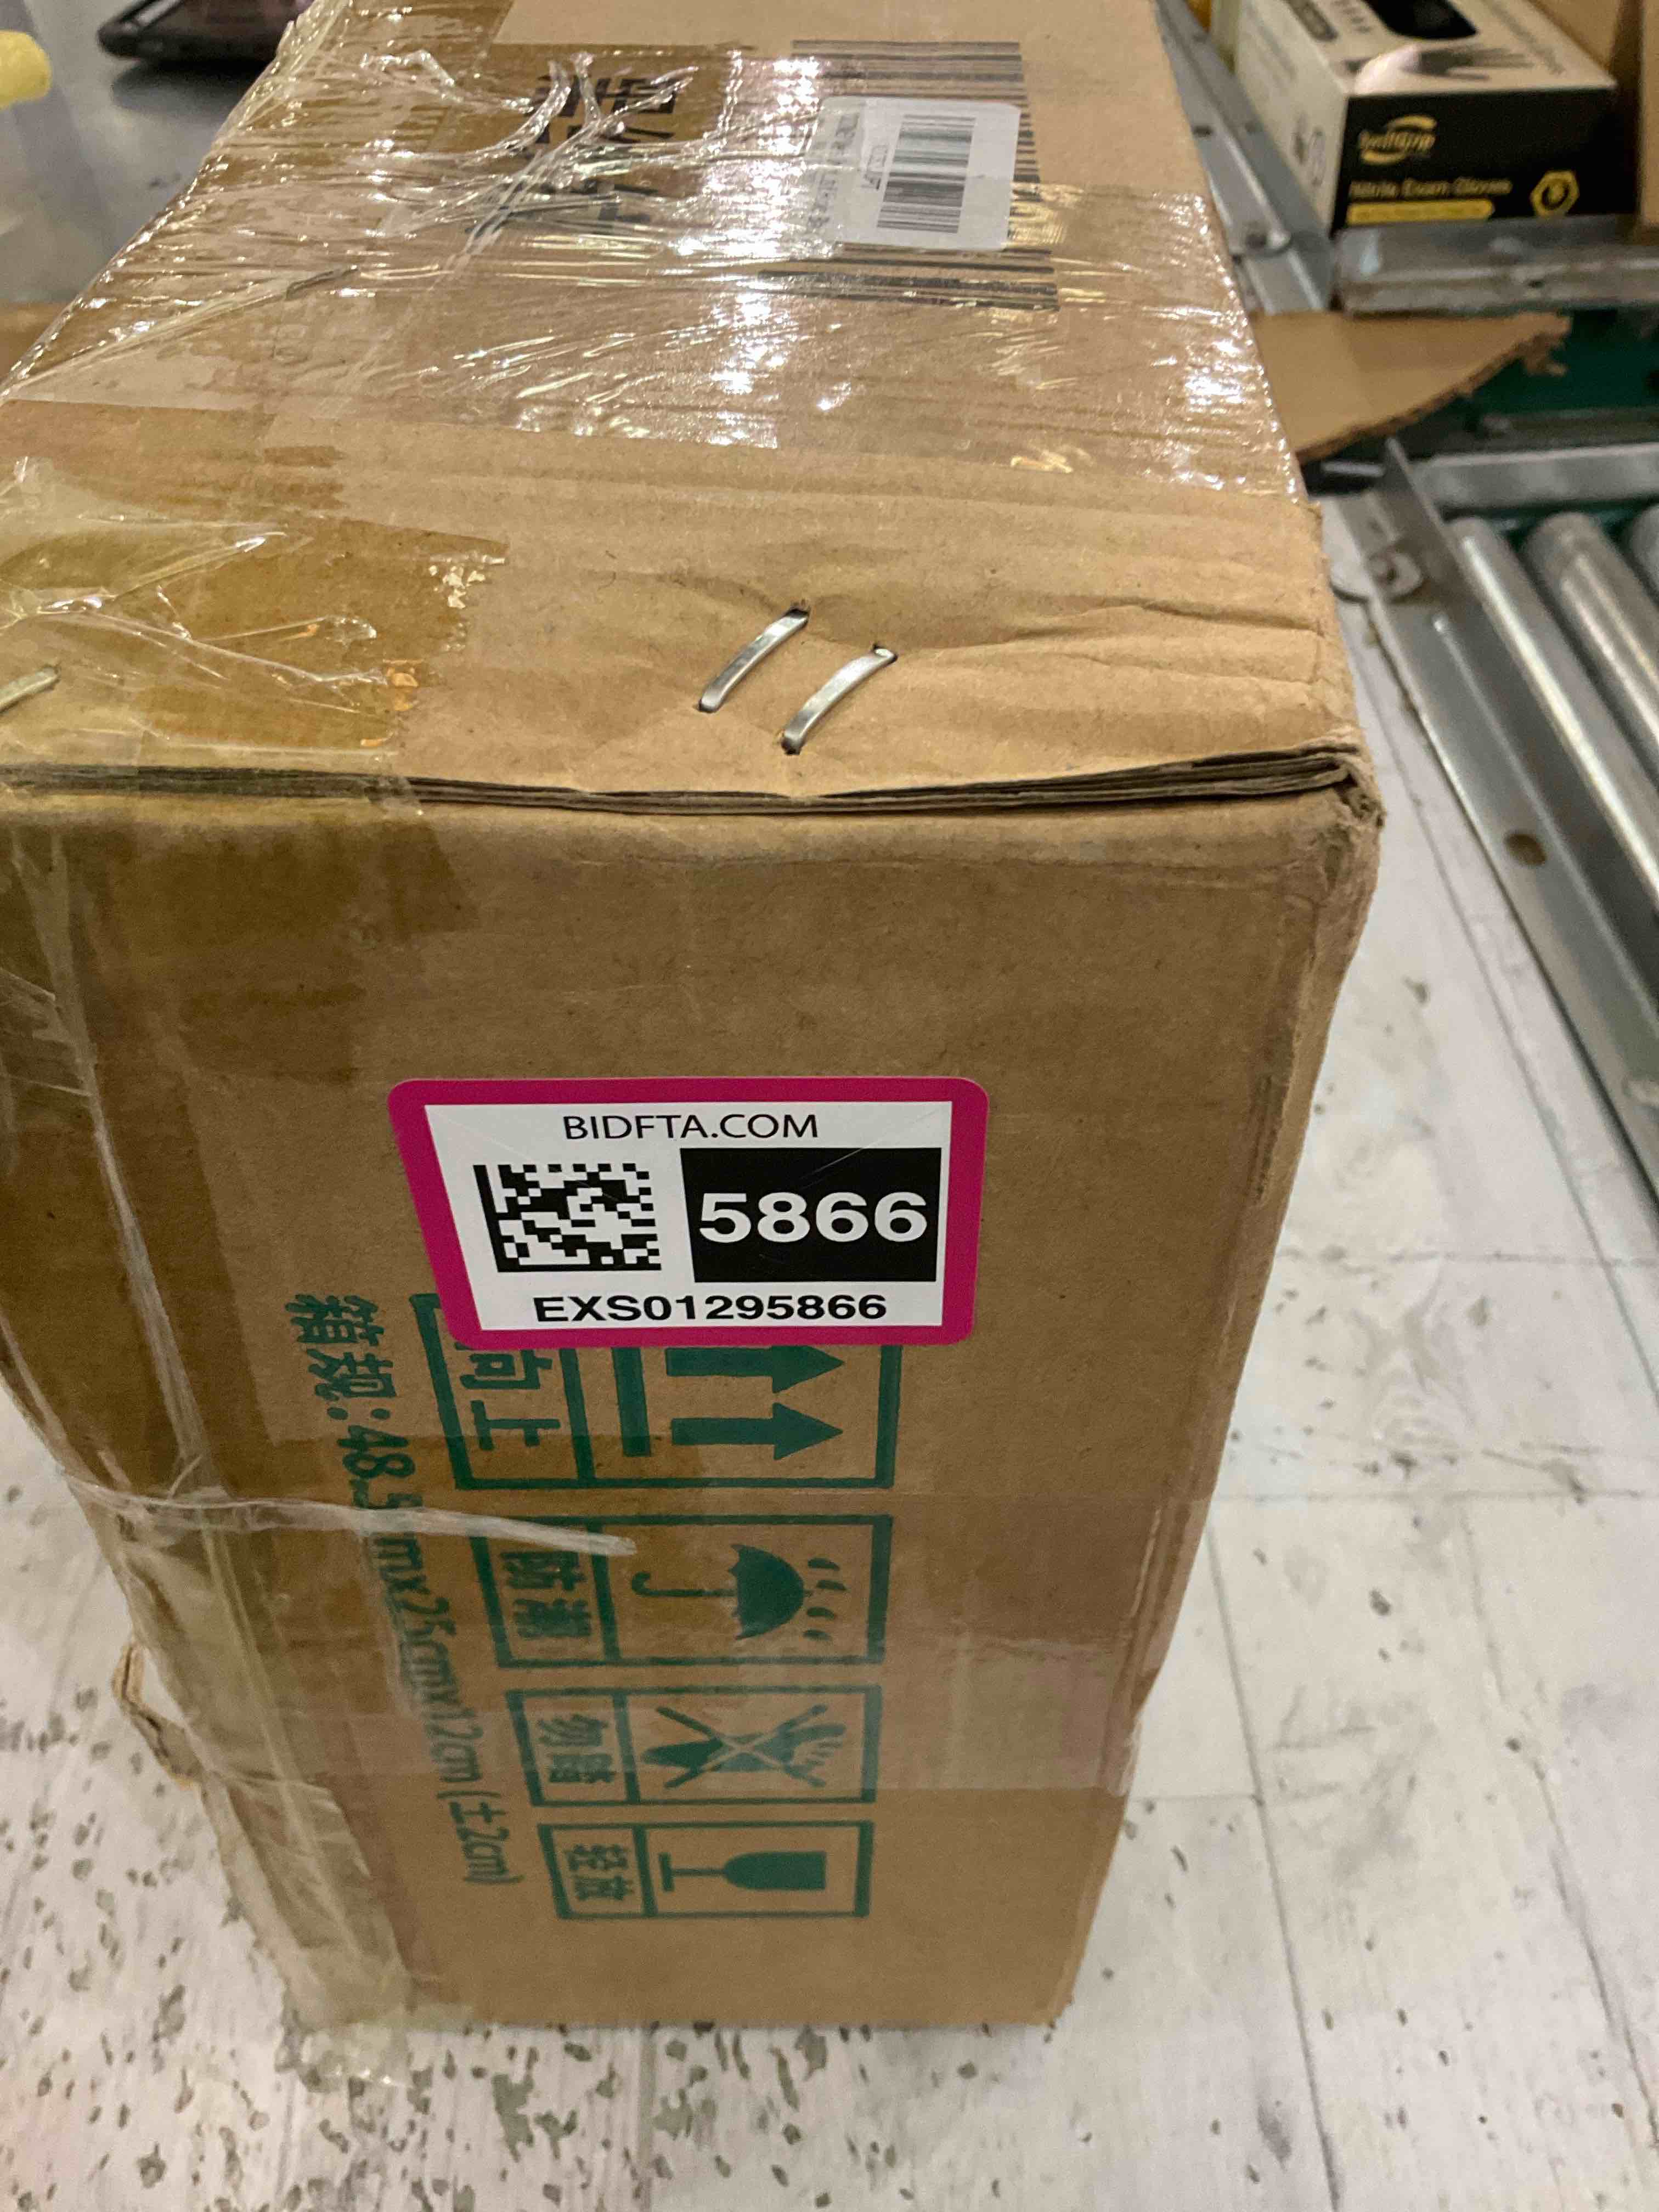 BIDFTA.COM
5866
EXS01295866
向上
防潮
勿踏
轻放
箱规:48.5cmx25cmx12cm(±2cm)
Nitrile Exam Gloves